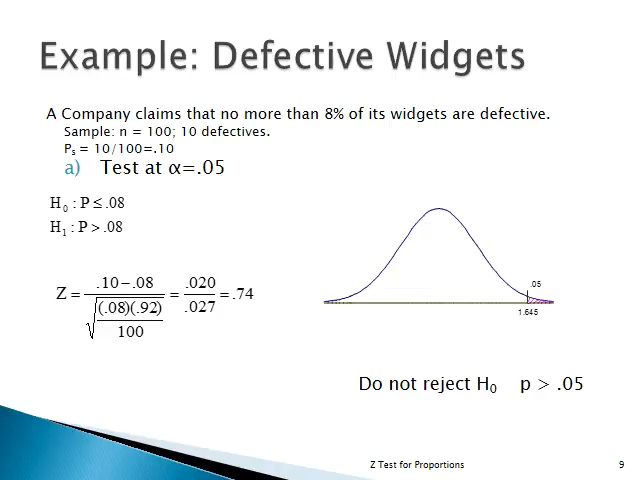 Example: Defective Widgets
A Company claims that no more than 8% of its widgets are defective.
Sample: n = 100; 10 defectives.
Ps = 10/100=.10
a) Test at α=.05
H0 : P ≤ .08
H1 : P > .08
Z = .10−.08 / √((.08)(.92) / 100) = .020 / .027 = .74
.05
1.645
Do not reject H0 p > .05
Z Test for Proportions 9